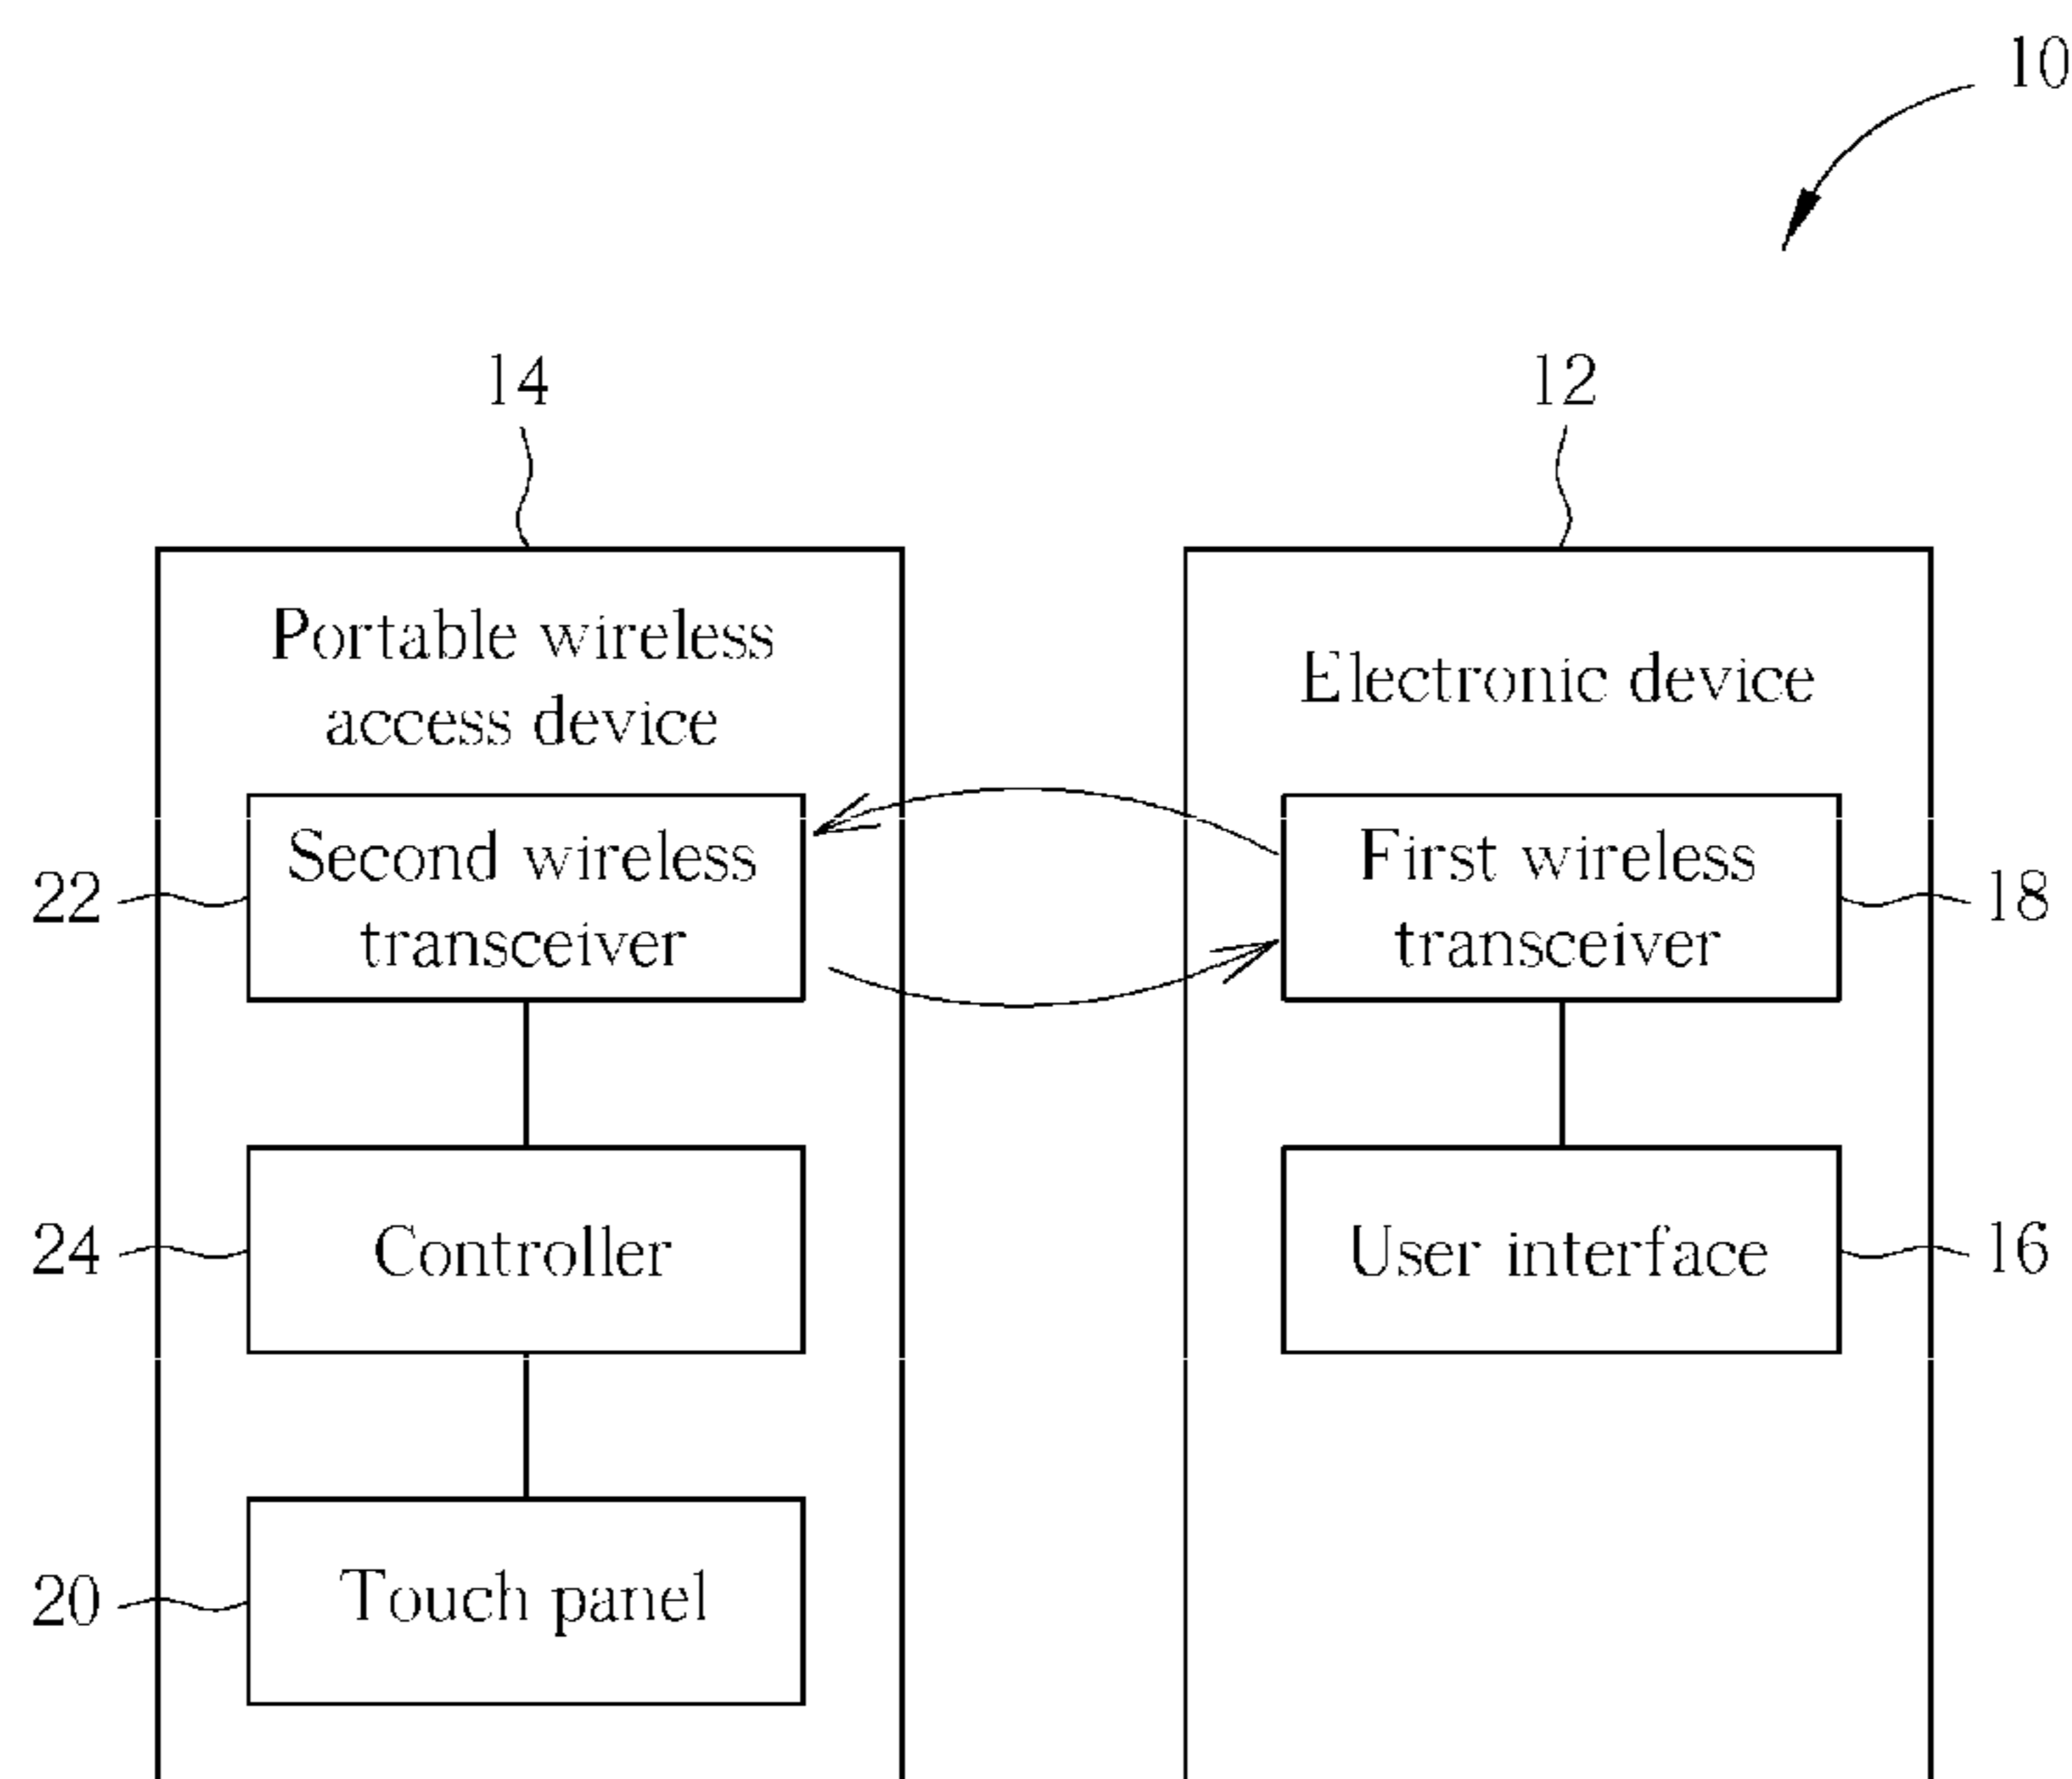 10
14
12
Portable wireless
access device
Electronic device
Second wireless
transceiver
First wireless
transceiver
22
18
Controller
User interface
24
16
Touch panel
20